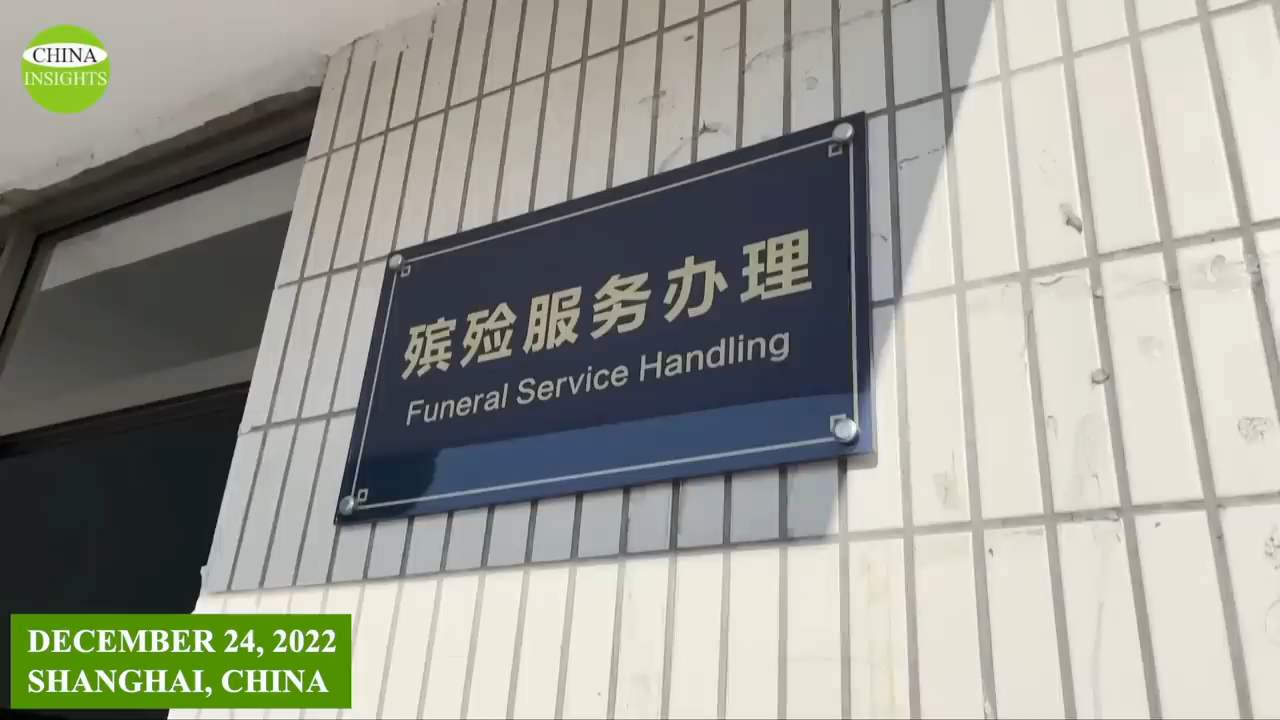 CHINA
INSIGHTS
殡殓服务办理
Funeral Service Handling
DECEMBER 24, 2022
SHANGHAI, CHINA